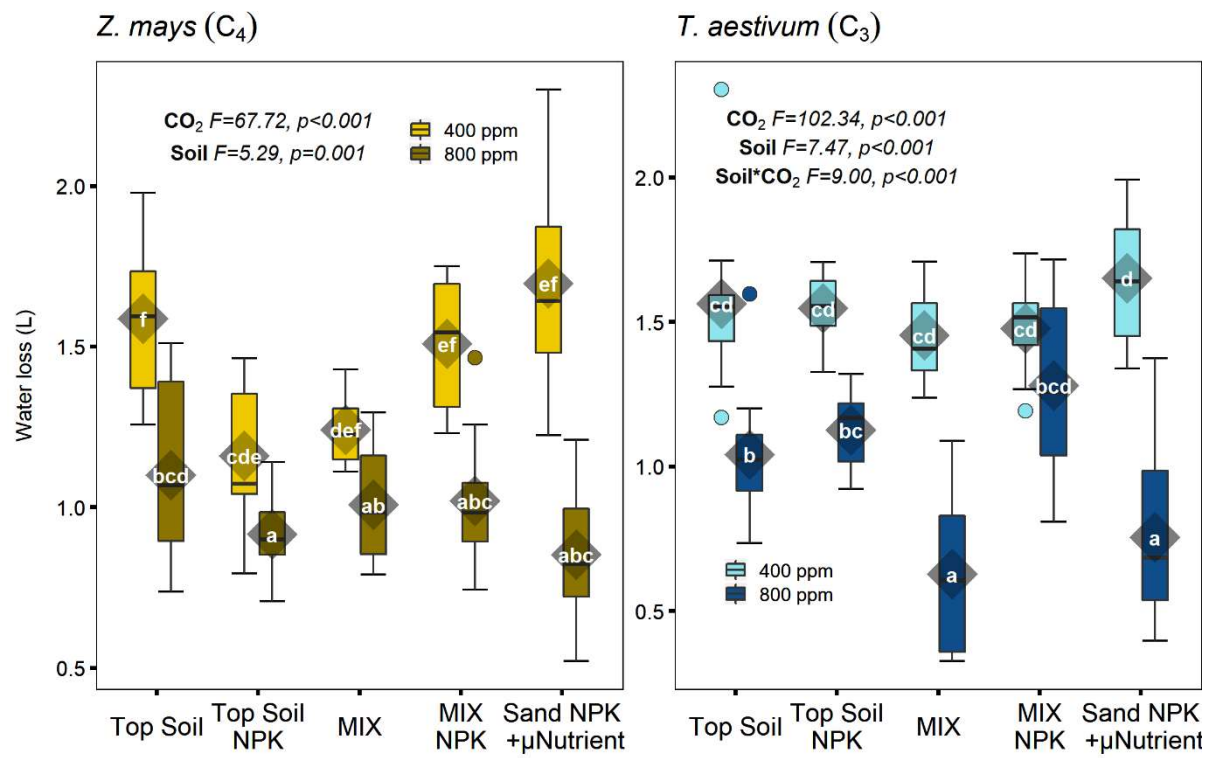 Z. mays (C₄)
T. aestivum (C₃)
Water loss (L)
2.0
1.5
1.0
0.5
CO₂ F=67.72, p<0.001
Soil F=5.29, p=0.001
400 ppm
800 ppm
f
bcd
cde
a
def
ab
ef
abc
ef
abc
Top Soil
Top Soil
NPK
MIX
MIX
NPK
Sand NPK
+µNutrient
2.0
1.5
1.0
0.5
CO₂ F=102.34, p<0.001
Soil F=7.47, p<0.001
Soil*CO₂ F=9.00, p<0.001
cd
b
cd
bc
cd
a
cd
bcd
d
a
400 ppm
800 ppm
Top Soil
Top Soil
NPK
MIX
MIX
NPK
Sand NPK
+µNutrient